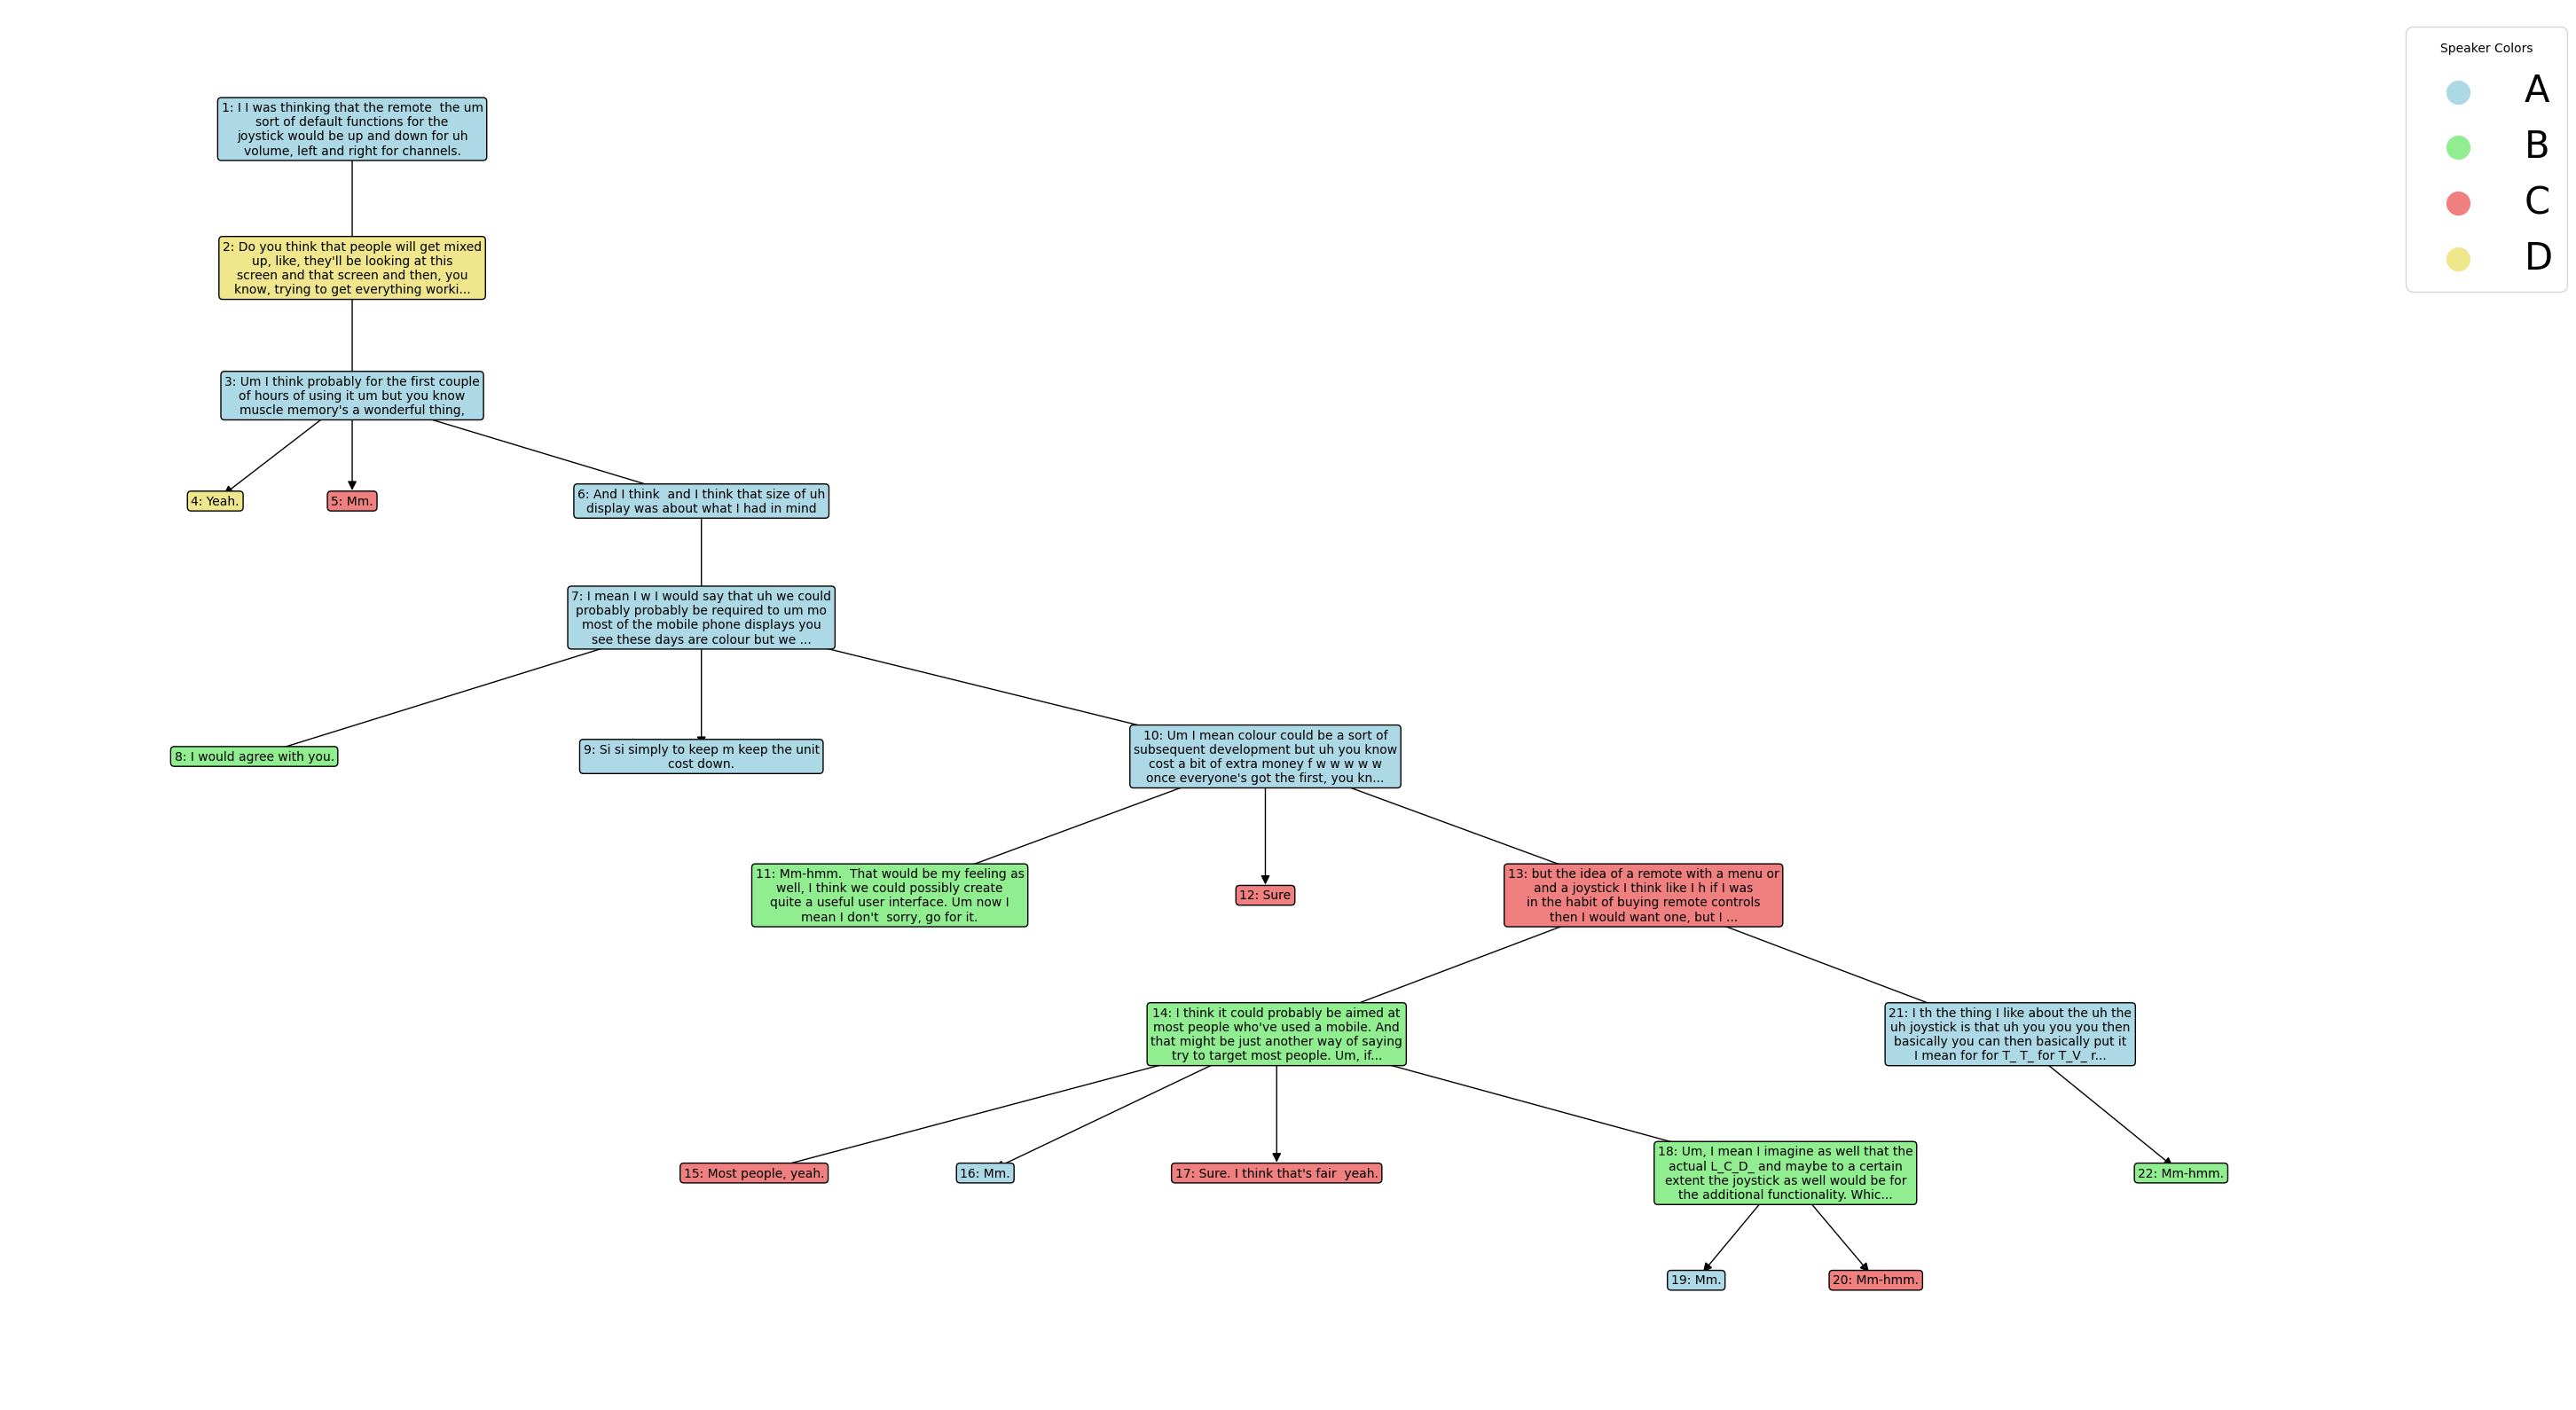 Speaker Colors
A
B
C
D
1: I I was thinking that the remote  the um
sort of default functions for the
joystick would be up and down for uh
volume, left and right for channels.
2: Do you think that people will get mixed
up, like, they'll be looking at this
screen and that screen and then, you
know, trying to get everything worki...
3: Um I think probably for the first couple
of hours of using it um but you know
muscle memory's a wonderful thing,
4: Yeah.
5: Mm.
6: And I think  and I think that size of uh
display was about what I had in mind
7: I mean I w I would say that uh we could
probably probably be required to um mo
most of the mobile phone displays you
see these days are colour but we ...
8: I would agree with you.
9: Si si simply to keep m keep the unit
cost down.
10: Um I mean colour could be a sort of
subsequent development but uh you know
cost a bit of extra money f w w w w w
once everyone's got the first, you kn...
11: Mm-hmm.  That would be my feeling as
well, I think we could possibly create
quite a useful user interface. Um now I
mean I don't  sorry, go for it.
12: Sure
13: but the idea of a remote with a menu or
and a joystick I think like I h if I was
in the habit of buying remote controls
then I would want one, but I ...
14: I think it could probably be aimed at
most people who've used a mobile. And
that might be just another way of saying
try to target most people. Um, if...
21: I th the thing I like about the uh the
uh joystick is that uh you you you then
basically you can then basically put it
I mean for for T_ T_ for T_V_ r...
15: Most people, yeah.
16: Mm.
17: Sure. I think that's fair  yeah.
18: Um, I mean I imagine as well that the
actual L_C_D_ and maybe to a certain
extent the joystick as well would be for
the additional functionality. Whic...
22: Mm-hmm.
19: Mm.
20: Mm-hmm.